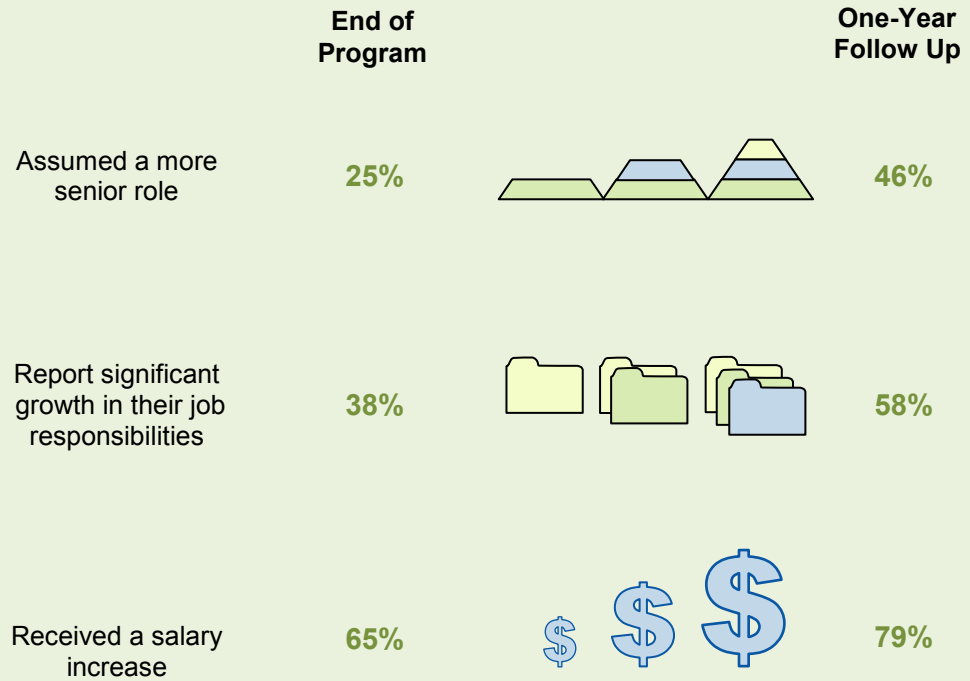 End of
Program
One-Year
Follow Up
Assumed a more
senior role
25%
46%
Report significant
growth in their job
responsibilities
38%
58%
$ $ $
Received a salary
increase
65%
79%